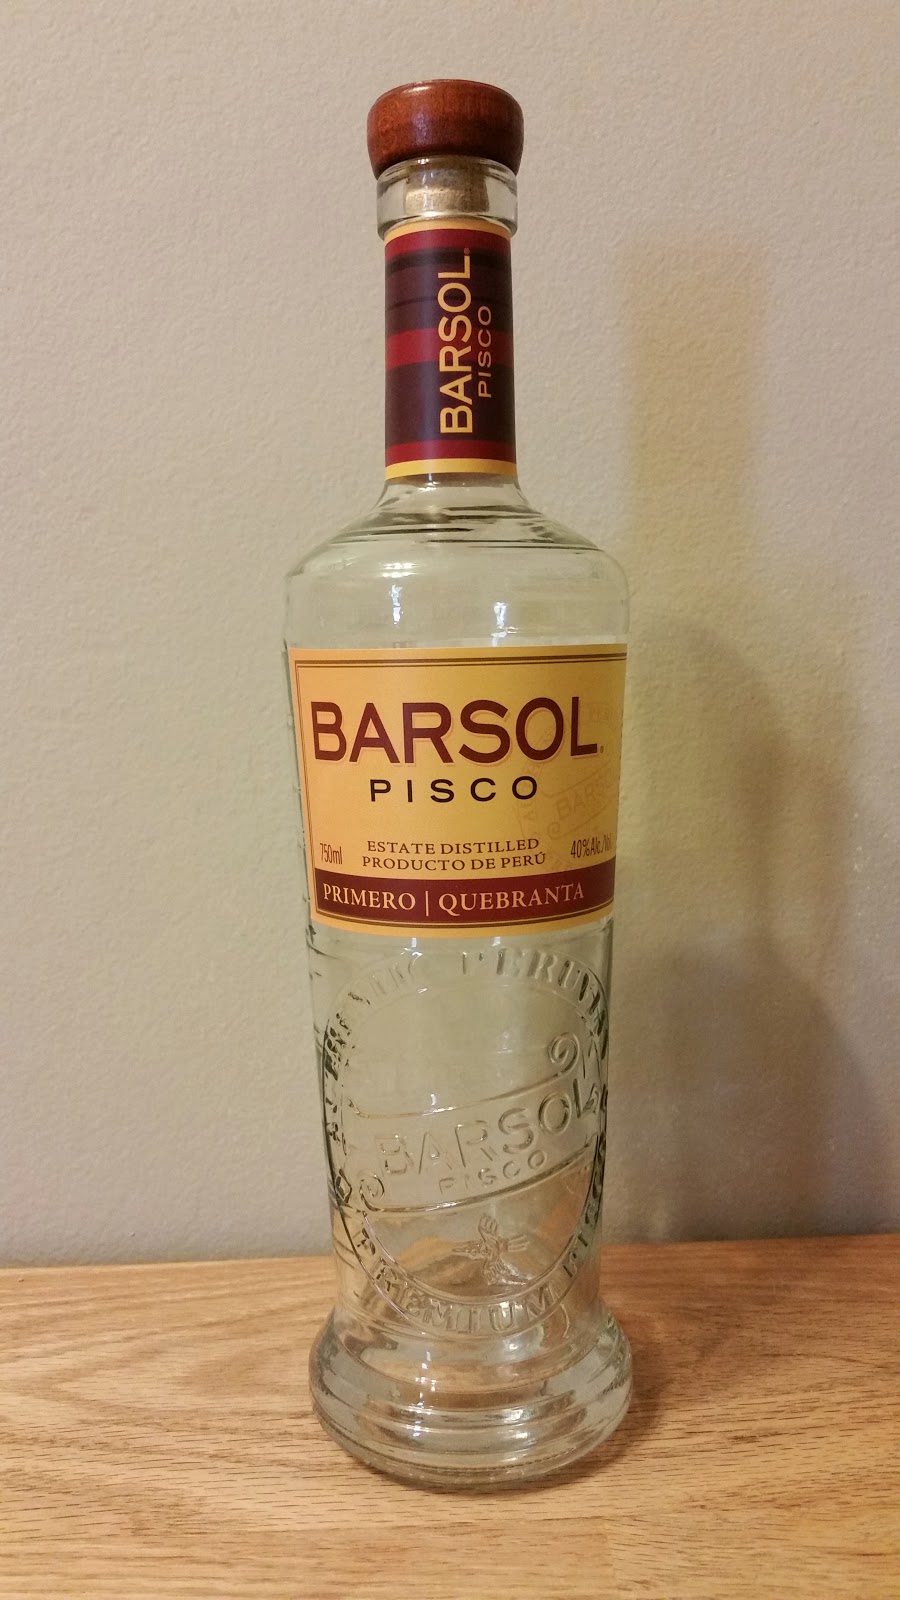 BARSOL®
PISCO
BARSOL®
PISCO
750ml
ESTATE DISTILLED
PRODUCTO DE PERÚ
40%Alc./Vol.
PRIMERO | QUEBRANTA
BARSOL
PISCO
PREMIUM